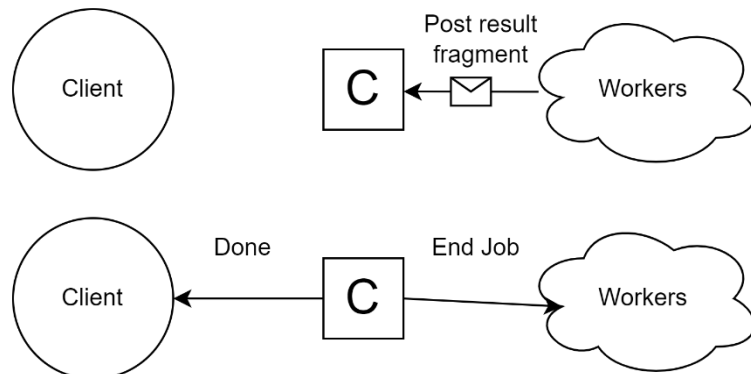 Post result
fragment
Client
C
Workers
Done
End Job
Client
C
Workers